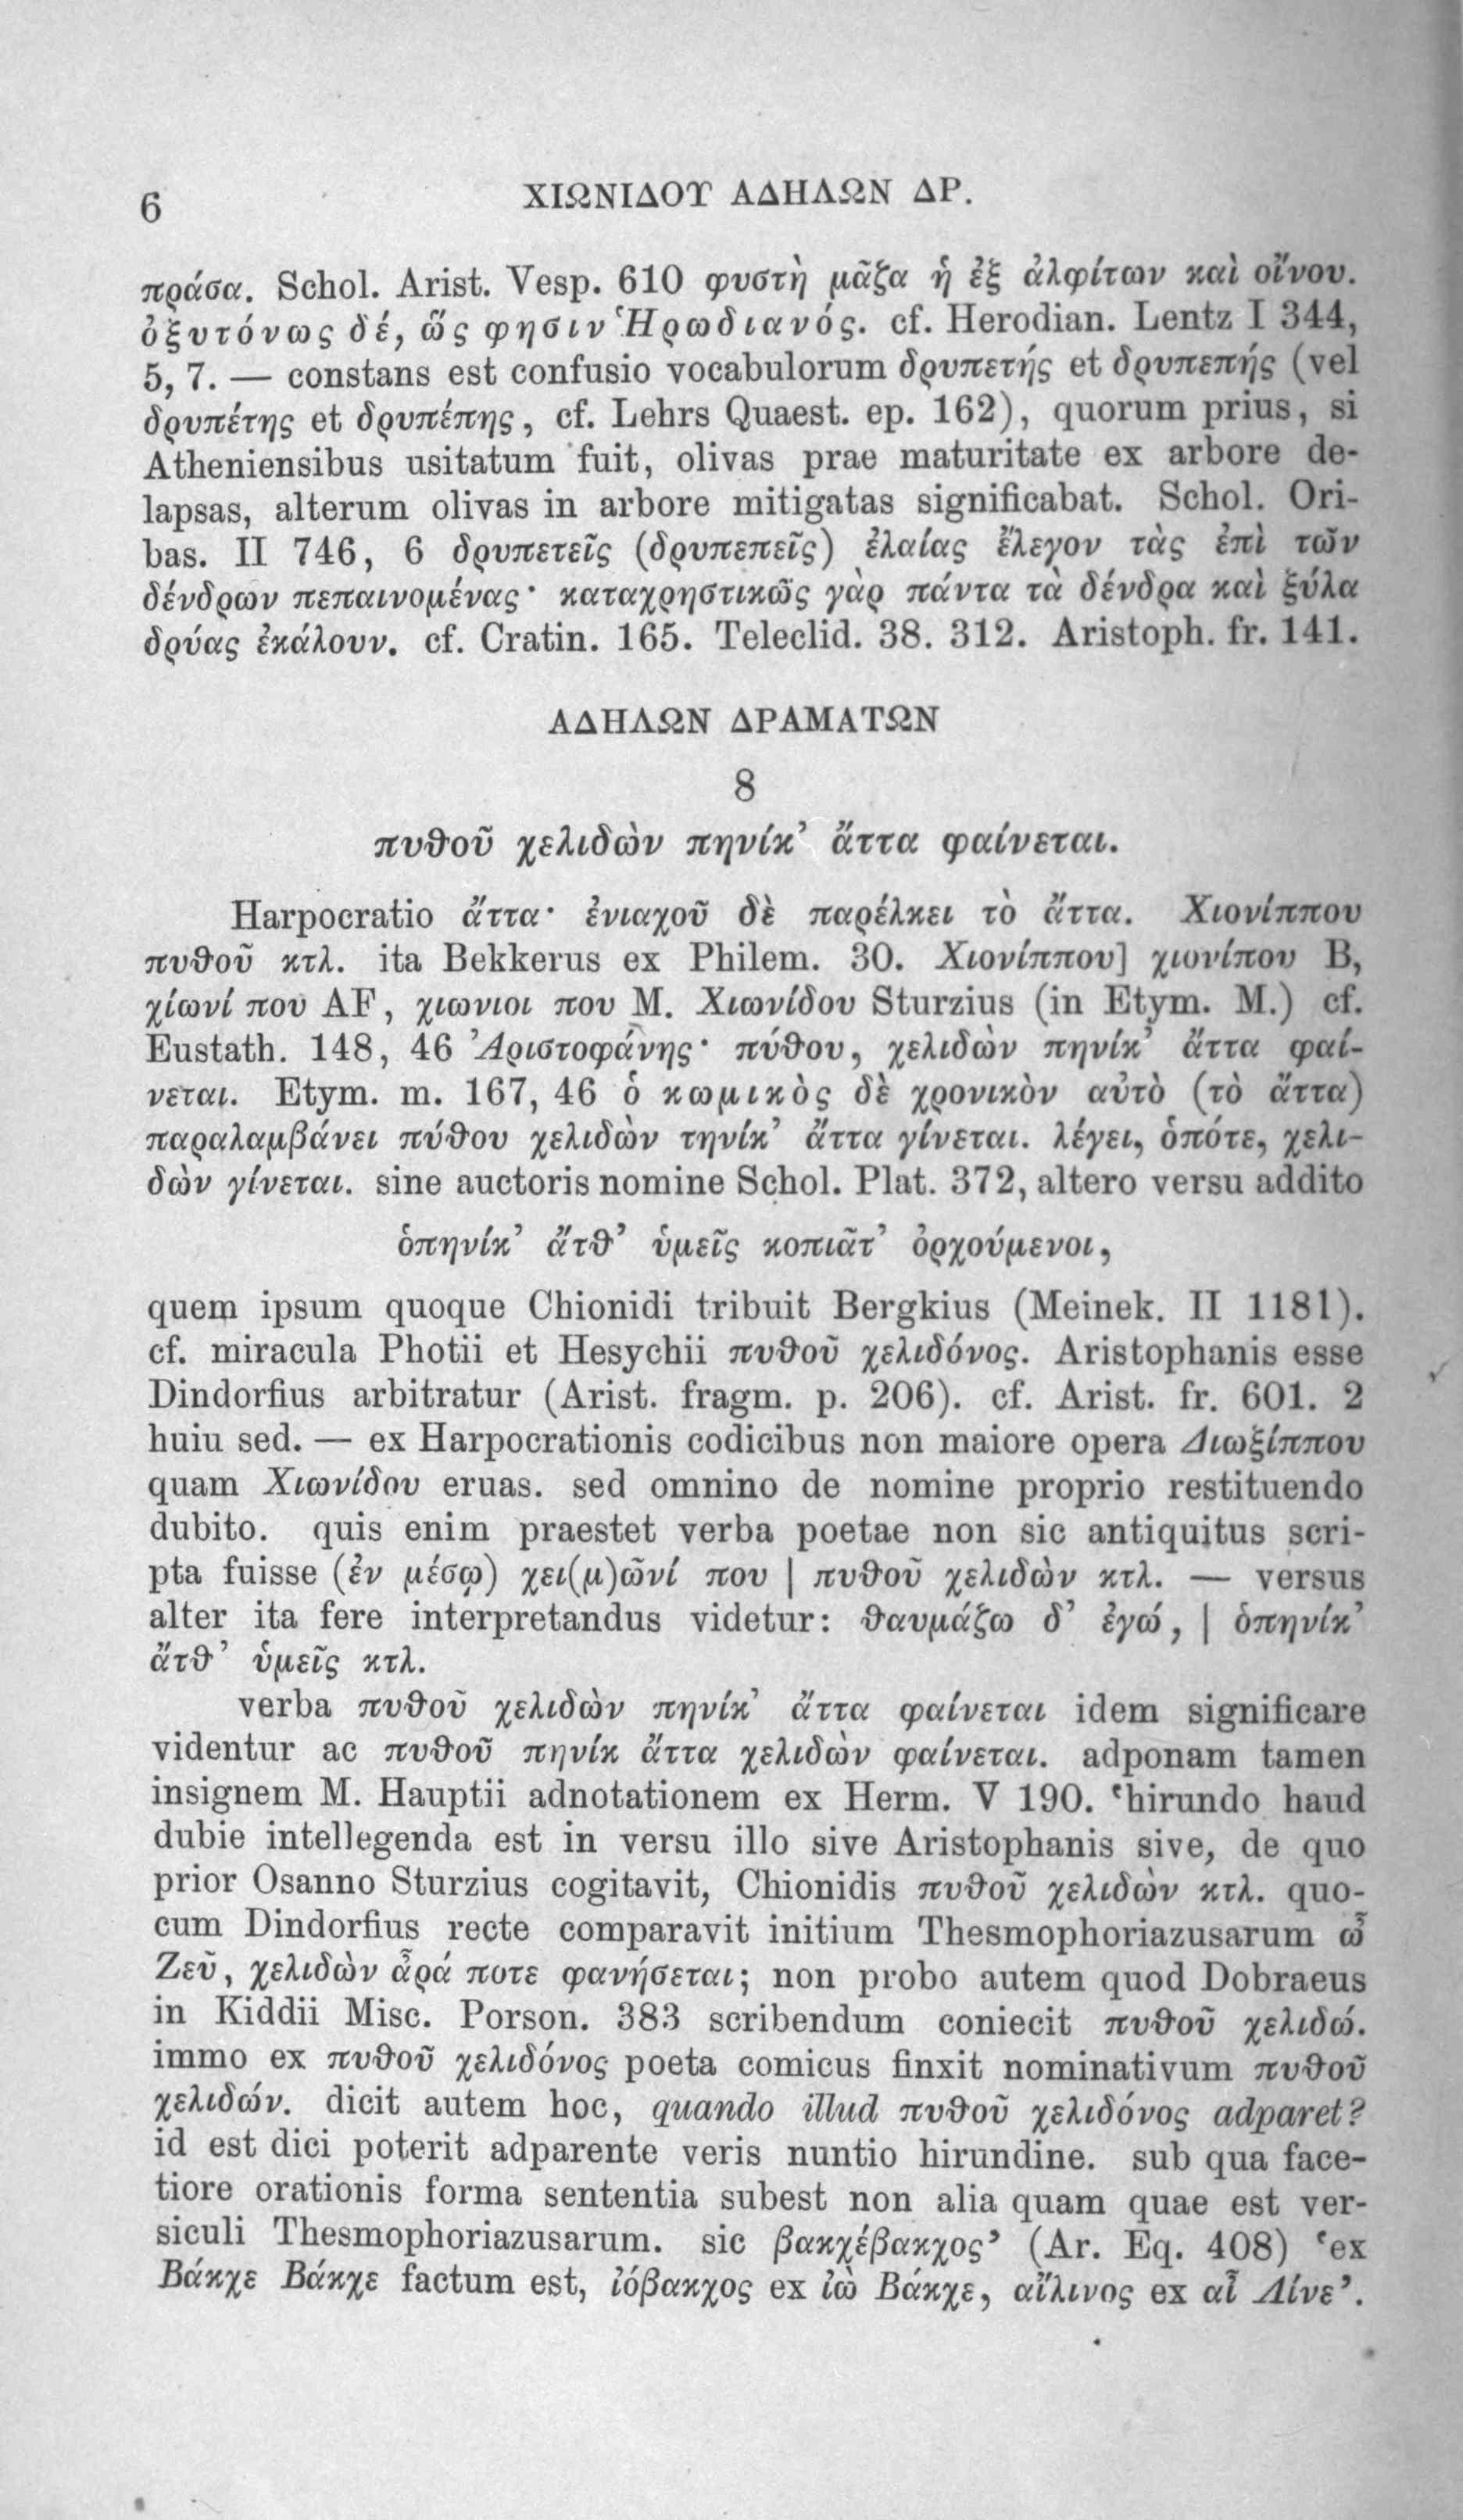 6
ΧΙΩΝΙΔΟΥ ΑΔΗΛΩΝ ΔΡ.
πράσα. Schol. Arist. Vesp. 610 φυστὴ μᾶζα ἡ ἐξ ἀλφίτων καὶ οἴνου.
ὀξυτόνως δέ, ὥς φησιν Ἡρωδιανός. cf. Herodian. Lentz I 344,
5, 7. — constans est confusio vocabulorum δρυπετής et δρυπεπής (vel
δρυπέτης et δρυπέπης, cf. Lehrs Quaest. ep. 162), quorum prius, si
Atheniensibus usitatum fuit, olivas prae maturitate ex arbore de-
lapsas, alterum olivas in arbore mitigatas significabat. Schol. Ori-
bas. II 746, 6 δρυπετεῖς (δρυπεπεῖς) ἐλαίας ἔλεγον τὰς ἐπὶ τῶν
δένδρων πεπαινομένας· καταχρηστικῶς γὰρ πάντα τὰ δένδρα καὶ ξύλα
δρύας ἐκάλουν. cf. Cratin. 165. Teleclid. 38. 312. Aristoph. fr. 141.
ΑΔΗΛΩΝ ΔΡΑΜΑΤΩΝ
8
πυθοῦ χελιδὼν πηνίκ’ ἄττα φαίνεται.
Harpocratio ἄττα· ἐνιαχοῦ δὲ παρέλκει τὸ ἄττα. Χιονίππου
πυθοῦ κτλ. ita Bekkerus ex Philem. 30. Χιονίππου] χιονίπου B,
χίωνί που AF, χιωνιοι που M. Χιωνίδου Sturzius (in Etym. M.) cf.
Eustath. 148, 46 Ἀριστοφάνης· πύθου, χελιδὼν πηνίκ’ ἄττα φαί-
νεται. Etym. m. 167, 46 ὁ κωμικὸς δὲ χρονικὸν αὐτὸ (τὸ ἄττα)
παραλαμβάνει πύθου χελιδὼν τηνίκ’ ἄττα γίνεται. λέγει, ὁπότε, χελι-
δὼν γίνεται. sine auctoris nomine Schol. Plat. 372, altero versu addito
ὁπηνίκ’ ἄτθ’ ὑμεῖς κοπιᾶτ’ ὀρχούμενοι,
quem ipsum quoque Chionidi tribuit Bergkius (Meinek. II 1181).
cf. miracula Photii et Hesychii πυθοῦ χελιδόνος. Aristophanis esse
Dindorfius arbitratur (Arist. fragm. p. 206). cf. Arist. fr. 601. 2
huiu sed. — ex Harpocrationis codicibus non maiore opera Διωξίππου
quam Χιωνίδου eruas. sed omnino de nomine proprio restituendo
dubito. quis enim praestet verba poetae non sic antiquitus scri-
pta fuisse (ἐν μέσῳ) χει(μ)ῶνί που | πυθοῦ χελιδὼν κτλ. — versus
alter ita fere interpretandus videtur: θαυμάζω δ’ ἐγώ, | ὁπηνίκ’
ἄτθ’ ὑμεῖς κτλ.
verba πυθοῦ χελιδὼν πηνίκ’ ἄττα φαίνεται idem significare
videntur ac πυθοῦ πηνίκ ἄττα χελιδὼν φαίνεται. adponam tamen
insignem M. Hauptii adnotationem ex Herm. V 190. ‘hirundo haud
dubie intellegenda est in versu illo sive Aristophanis sive, de quo
prior Osanno Sturzius cogitavit, Chionidis πυθοῦ χελιδὼν κτλ. quo-
cum Dindorfius recte comparavit initium Thesmophoriazusarum ὦ
Ζεῦ, χελιδὼν ἆρά ποτε φανήσεται; non probo autem quod Dobraeus
in Kiddii Misc. Porson. 383 scribendum coniecit πυθοῦ χελιδώ.
immo ex πυθοῦ χελιδόνος poeta comicus finxit nominativum πυθοῦ
χελιδών. dicit autem hoc, quando illud πυθοῦ χελιδόνος adparet?
id est dici poterit adparente veris nuntio hirundine. sub qua face-
tiore orationis forma sententia subest non alia quam quae est ver-
siculi Thesmophoriazusarum. sic βακχέβακχος’ (Ar. Eq. 408) ‘ex
Βάκχε Βάκχε factum est, ἰόβακχος ex ἰὼ Βάκχε, αἴλινος ex αἶ Λίνε’.